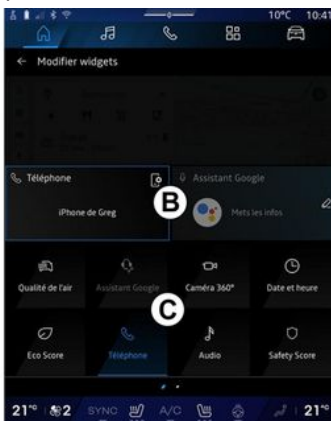 10°C 10:41
Modifier widgets
Téléphone
Assistant Google
B
iPhone de Greg
Mets les infos
Qualité de l'air
Assistant Google
Caméra 360°
Date et heure
C
Eco Score
Téléphone
Audio
Safety Score
21°° 2 SYNC A/C 21°°